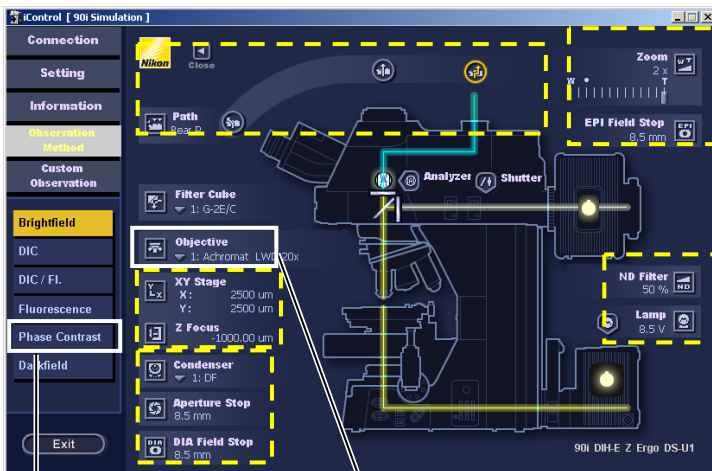 iControl [ 90i Simulation ]
Connection
Setting
Information
Observation
Method
Custom
Observation
Brightfield
DIC
DIC / FI.
Fluorescence
Phase Contrast
Darkfield
Exit
Nikon
Close
Path
Rear P
Filter Cube
1: G-2E/C
Objective
1: Achromat LWD 20x
XY Stage
X: 2500 um
Y: 2500 um
Z Focus
-1000.00 um
Condenser
1: DF
Aperture Stop
8.5 mm
DIA
DIA Field Stop
8.5 mm
Analyzer
Shutter
Zoom
2 x
W T
W T
EPI Field Stop
8.5 mm
EPI
ND Filter
50 %
ND
Lamp
8.5 V
90i DIH-E Z Ergo DS-U1